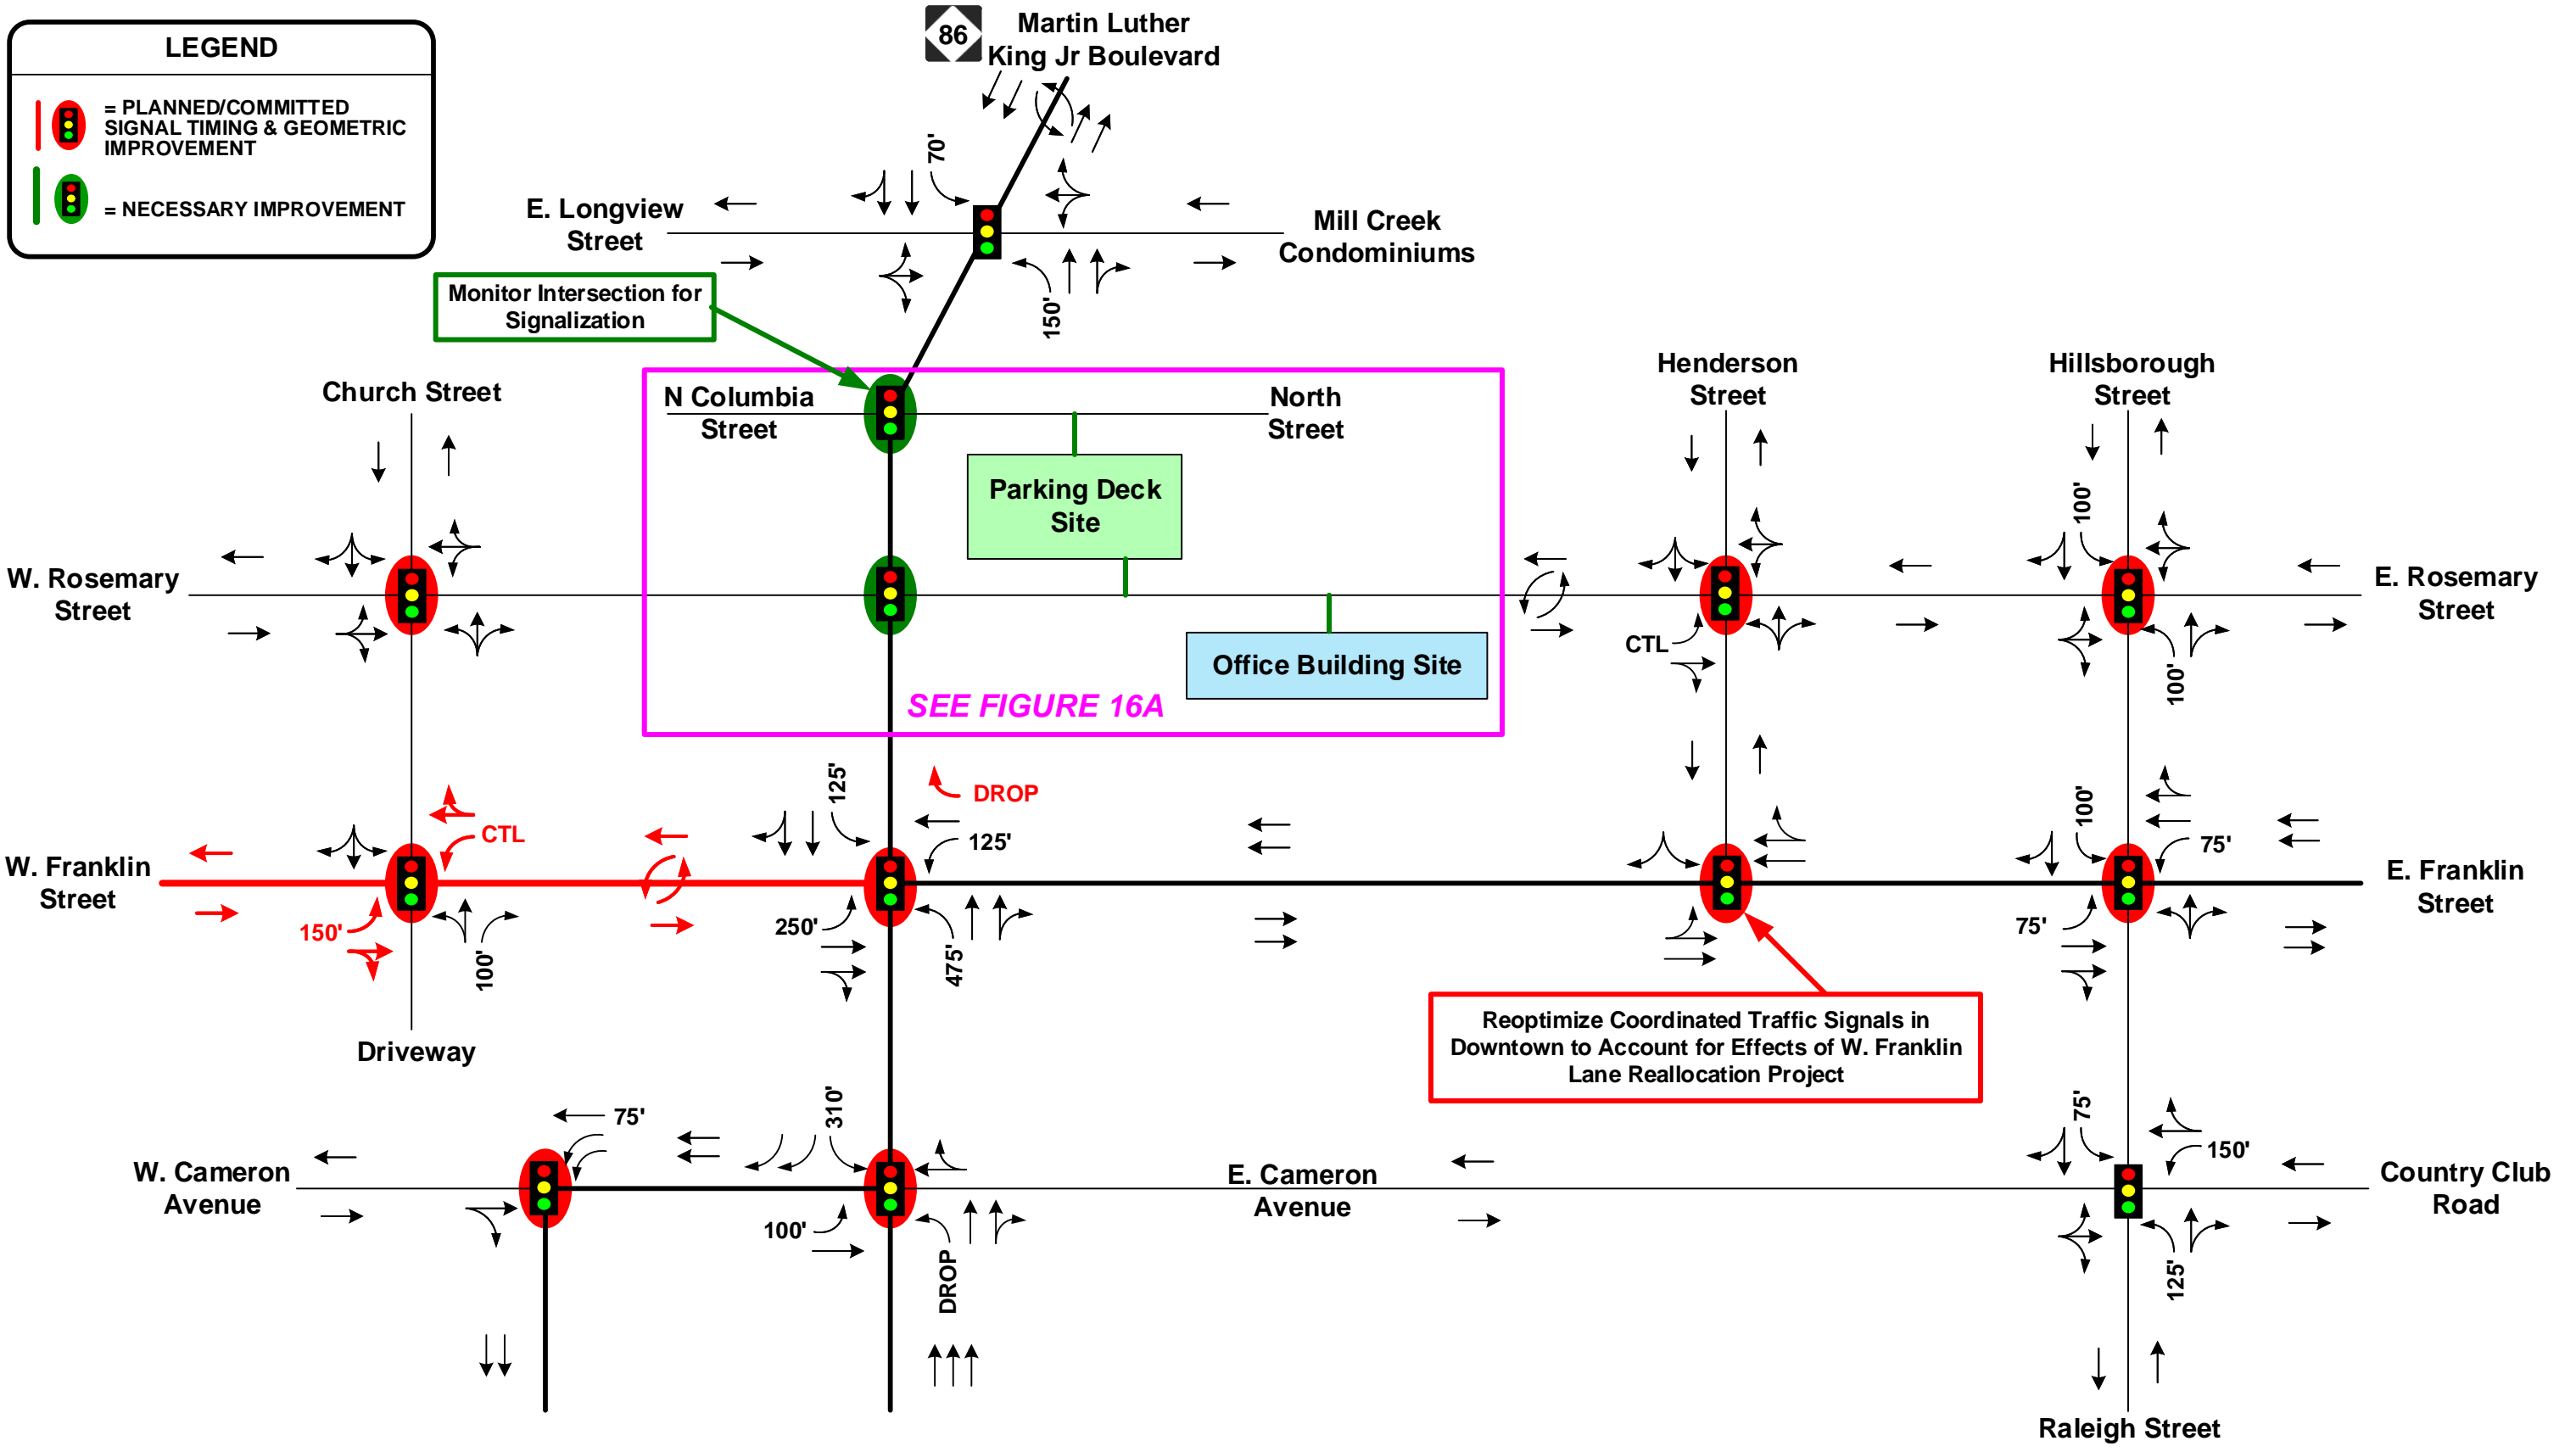 LEGEND
= PLANNED/COMMITTED
SIGNAL TIMING & GEOMETRIC
IMPROVEMENT
= NECESSARY IMPROVEMENT
86
Martin Luther
King Jr Boulevard
70'
E. Longview
Street
Mill Creek
Condominiums
150'
Monitor Intersection for
Signalization
Church Street
N Columbia
Street
North
Street
Henderson
Street
Hillsborough
Street
Parking Deck
Site
100'
W. Rosemary
Street
E. Rosemary
Street
CTL
Office Building Site
100'
SEE FIGURE 16A
125'
DROP
100'
CTL
125'
75'
W. Franklin
Street
E. Franklin
Street
150'
250'
75'
100'
475'
Reoptimize Coordinated Traffic Signals in
Downtown to Account for Effects of W. Franklin
Lane Reallocation Project
Driveway
75'
310'
75'
150'
W. Cameron
Avenue
E. Cameron
Avenue
Country Club
Road
100'
DROP
125'
Raleigh Street